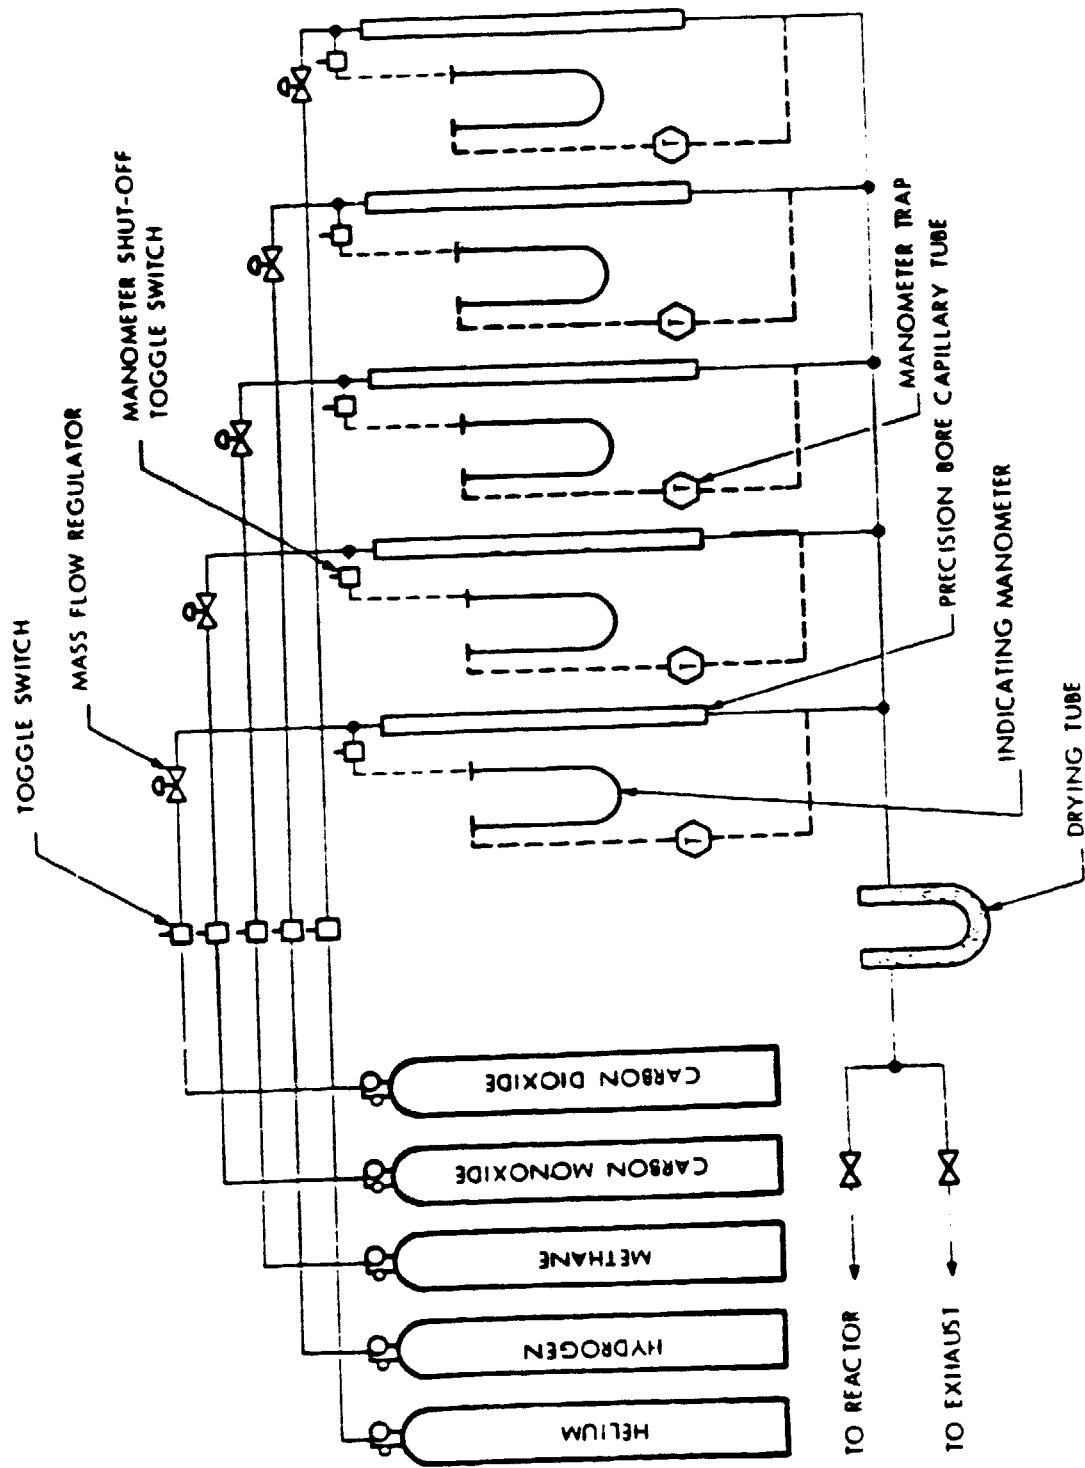 TOGGLE SWITCH
MASS FLOW REGULATOR
MANOMETER SHUT-OFF
TOGGLE SWITCH
HELIUM
HYDROGEN
METHANE
CARBON MONOXIDE
CARBON DIOXIDE
T
T
T
T
T
MANOMETER TRAP
PRECISION BORE CAPILLARY TUBE
INDICATING MANOMETER
DRYING TUBE
TO REACTOR
TO EXHAUST